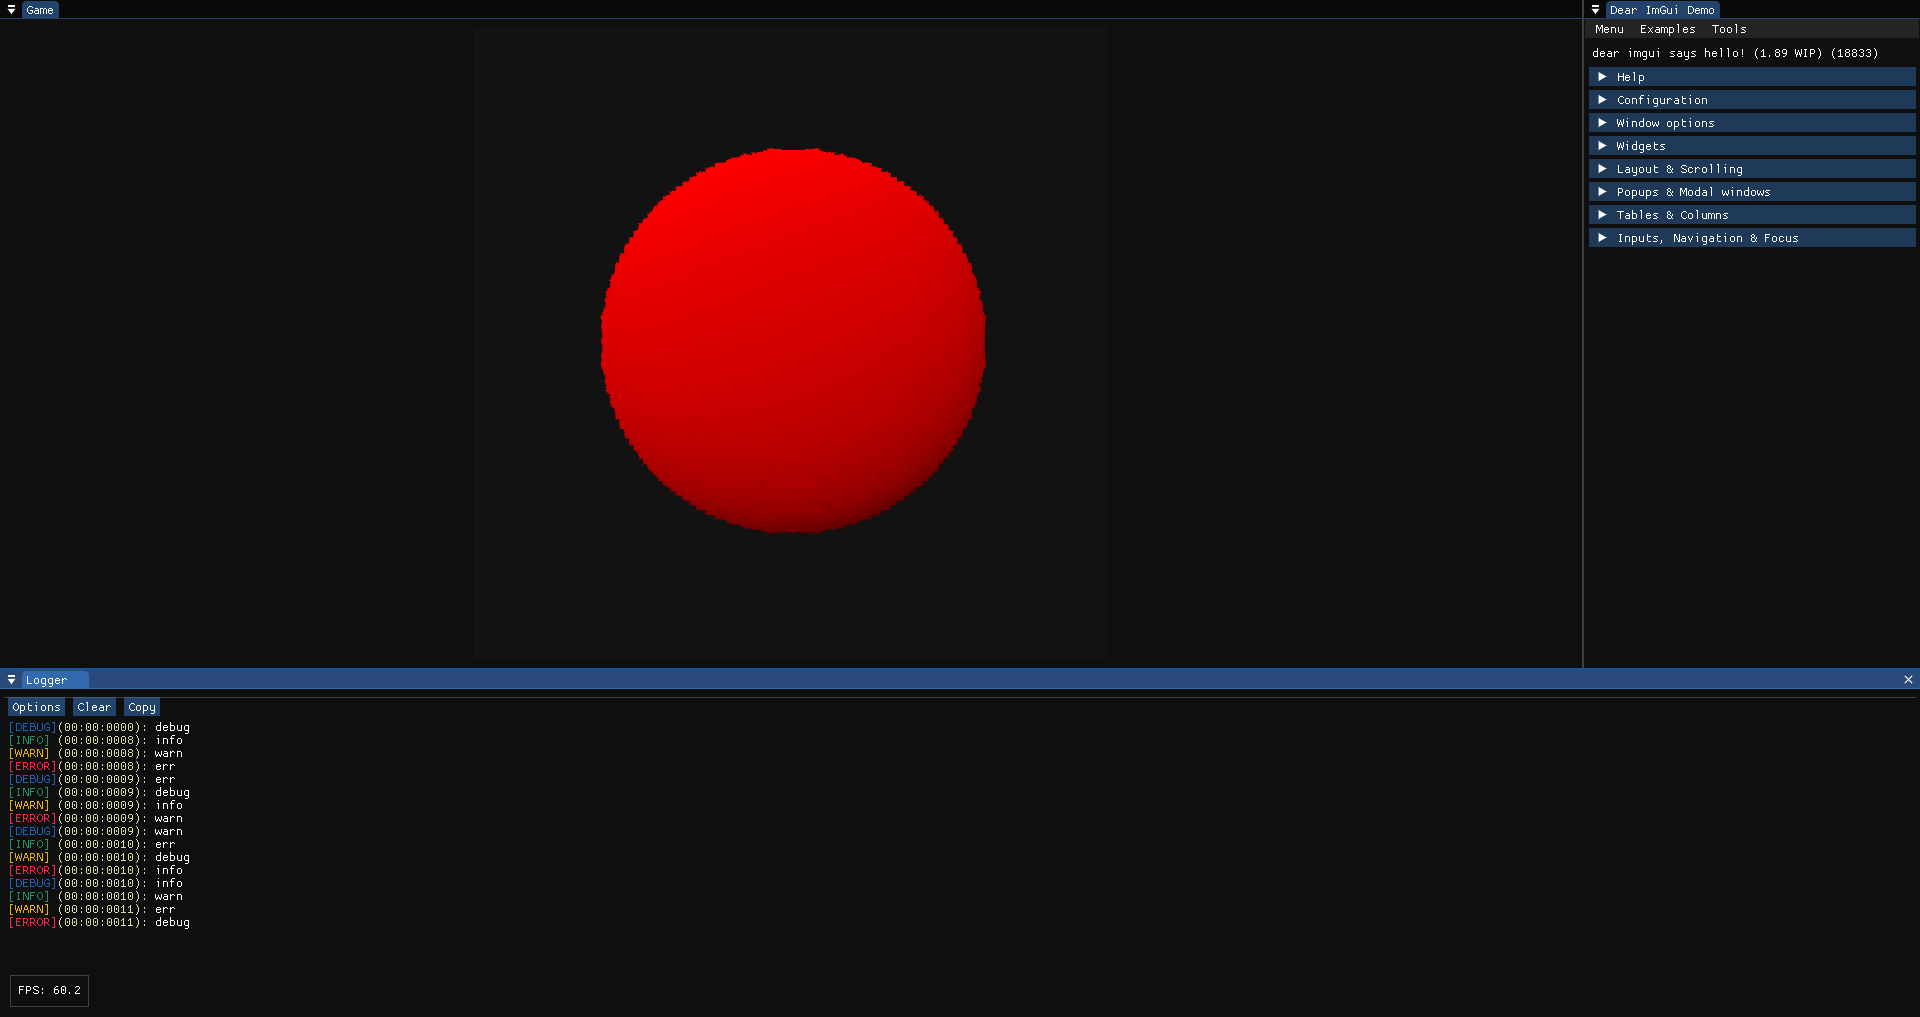 Game
Dear ImGui Demo
Menu Examples Tools
dear imgui says hello! (1.89 WIP) (18833)
Help
Configuration
Window options
Widgets
Layout & Scrolling
Popups & Modal windows
Tables & Columns
Inputs, Navigation & Focus
Logger
Options Clear Copy
[DEBUG](00:00:0000): debug
[INFO] (00:00:0008): info
[WARN] (00:00:0008): warn
[ERROR](00:00:0008): err
[DEBUG](00:00:0009): err
[INFO] (00:00:0009): debug
[WARN] (00:00:0009): info
[ERROR](00:00:0009): warn
[DEBUG](00:00:0009): warn
[INFO] (00:00:0010): err
[WARN] (00:00:0010): debug
[ERROR](00:00:0010): info
[DEBUG](00:00:0010): info
[INFO] (00:00:0010): warn
[WARN] (00:00:0011): err
[ERROR](00:00:0011): debug
FPS: 60.2